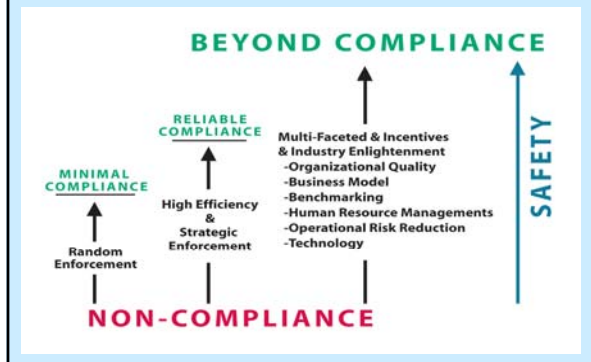 BEYOND COMPLIANCE
RELIABLE
COMPLIANCE
MINIMAL
COMPLIANCE
Multi-Faceted & Incentives
& Industry Enlightenment
-Organizational Quality
-Business Model
-Benchmarking
-Human Resource Managements
-Operational Risk Reduction
-Technology
High Efficiency
&
Strategic
Enforcement
Random
Enforcement
SAFETY
NON-COMPLIANCE